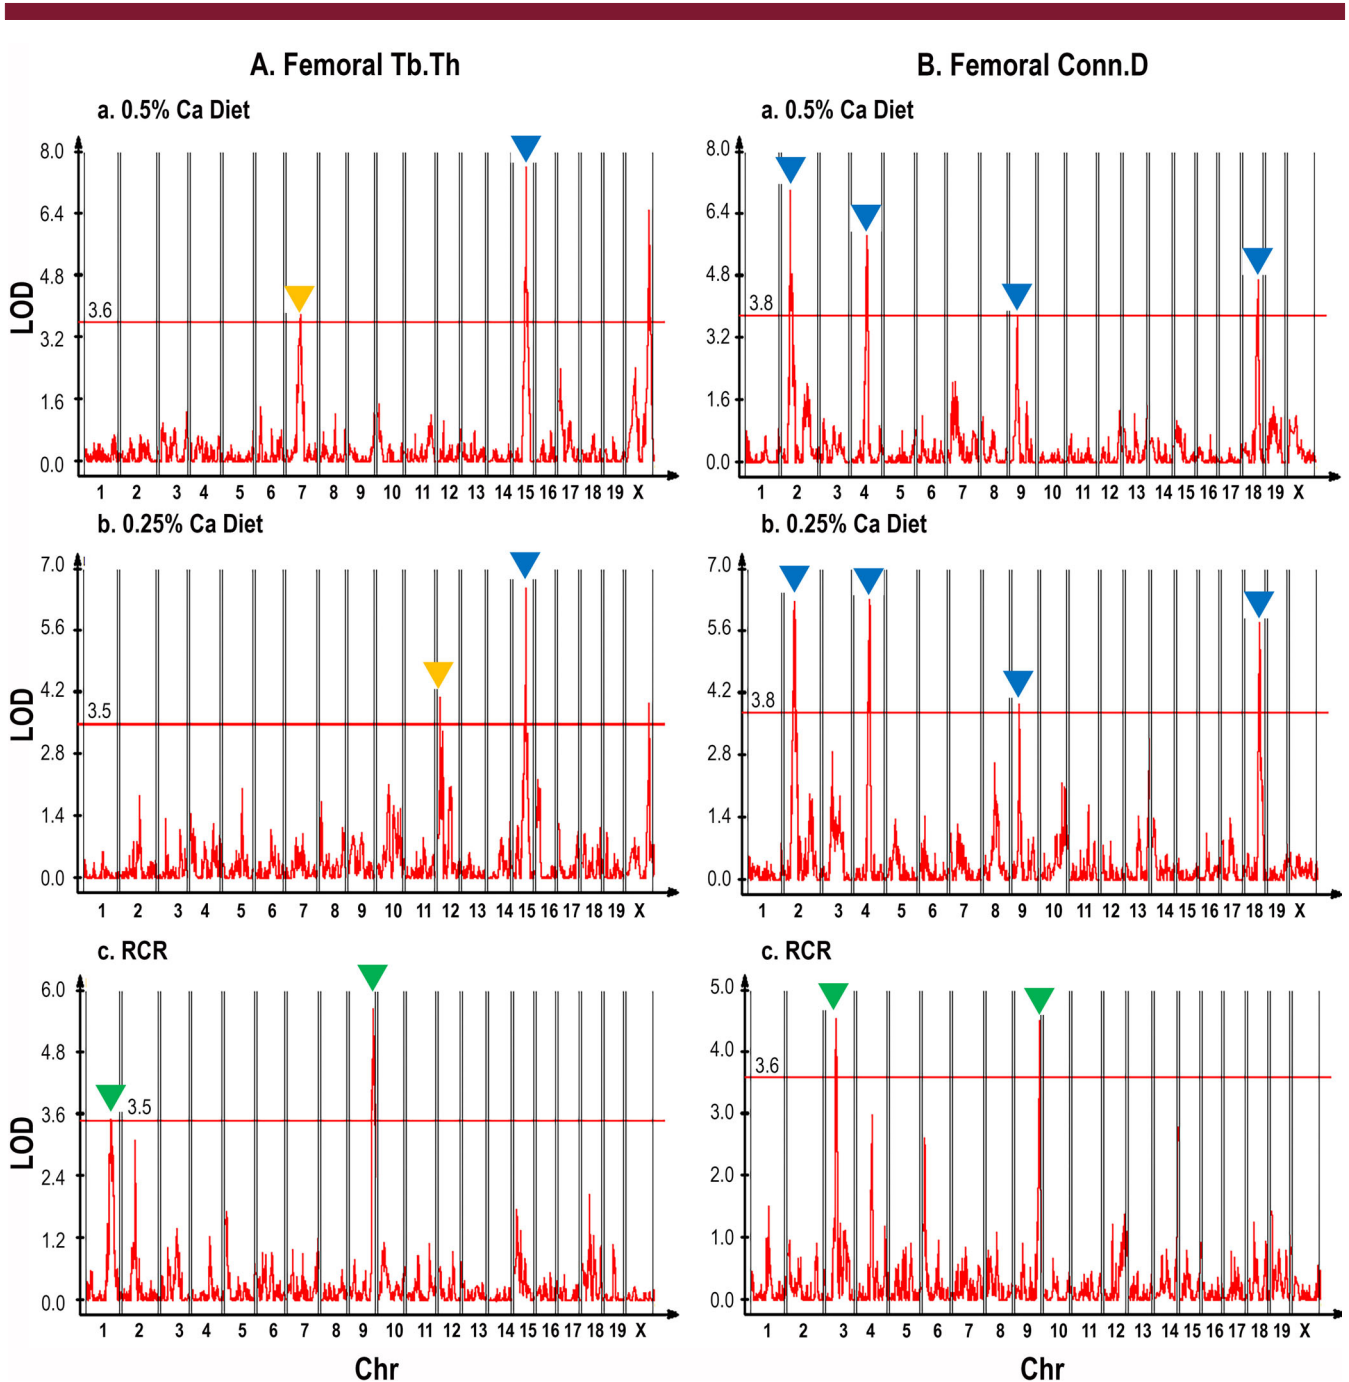 A. Femoral Tb.Th
a. 0.5% Ca Diet
LOD
8.0
6.4
4.8
3.2
1.6
0.0
3.6
1 2 3 4 5 6 7 8 9 10 11 12 13 14 15 16 17 18 19 X
b. 0.25% Ca Diet
LOD
7.0
5.6
4.2
2.8
1.4
0.0
3.5
1 2 3 4 5 6 7 8 9 10 11 12 13 14 15 16 17 18 19 X
c. RCR
LOD
6.0
4.8
3.6
2.4
1.2
0.0
3.5
1 2 3 4 5 6 7 8 9 10 11 12 13 14 15 16 17 18 19 X
Chr
B. Femoral Conn.D
a. 0.5% Ca Diet
8.0
6.4
4.8
3.2
1.6
0.0
3.8
1 2 3 4 5 6 7 8 9 10 11 12 13 14 15 16 17 18 19 X
b. 0.25% Ca Diet
7.0
5.6
4.2
2.8
1.4
0.0
3.8
1 2 3 4 5 6 7 8 9 10 11 12 13 14 15 16 17 18 19 X
c. RCR
5.0
4.0
3.0
2.0
1.0
0.0
3.6
1 2 3 4 5 6 7 8 9 10 11 12 13 14 15 16 17 18 19 X
Chr